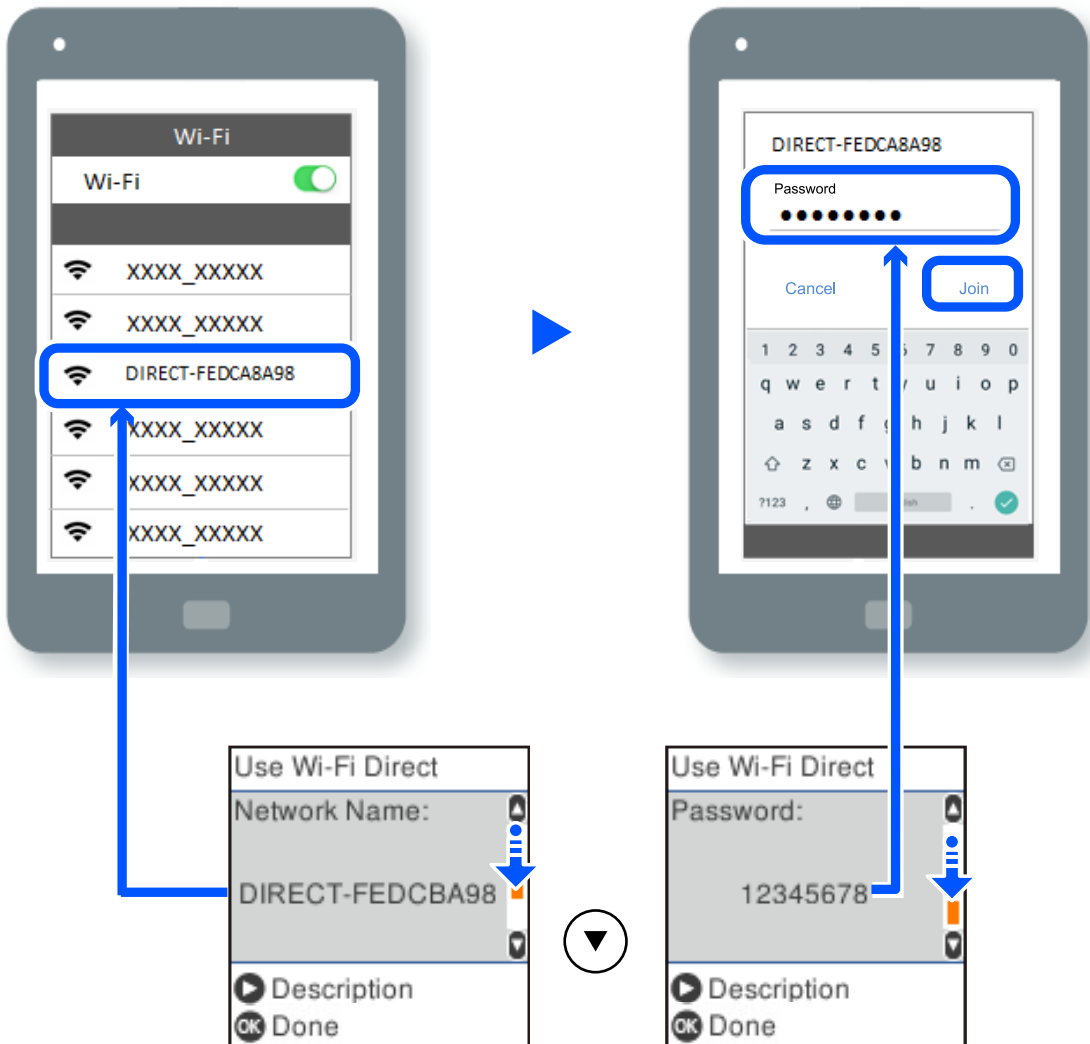 Wi-Fi
Wi-Fi
XXXX_XXXXX
XXXX_XXXXX
DIRECT-FEDCA8A98
XXXX_XXXXX
XXXX_XXXXX
XXXX_XXXXX
DIRECT-FEDCA8A98
Password
●●●●●●●●
Cancel Join
1 2 3 4 5 7 8 9 0
q w e r t u i o p
a s d f h j k l
z x c b n m
?123 , .
Use Wi-Fi Direct
Network Name:
DIRECT-FEDCBA98
Description
OK Done
Use Wi-Fi Direct
Password:
12345678
Description
OK Done